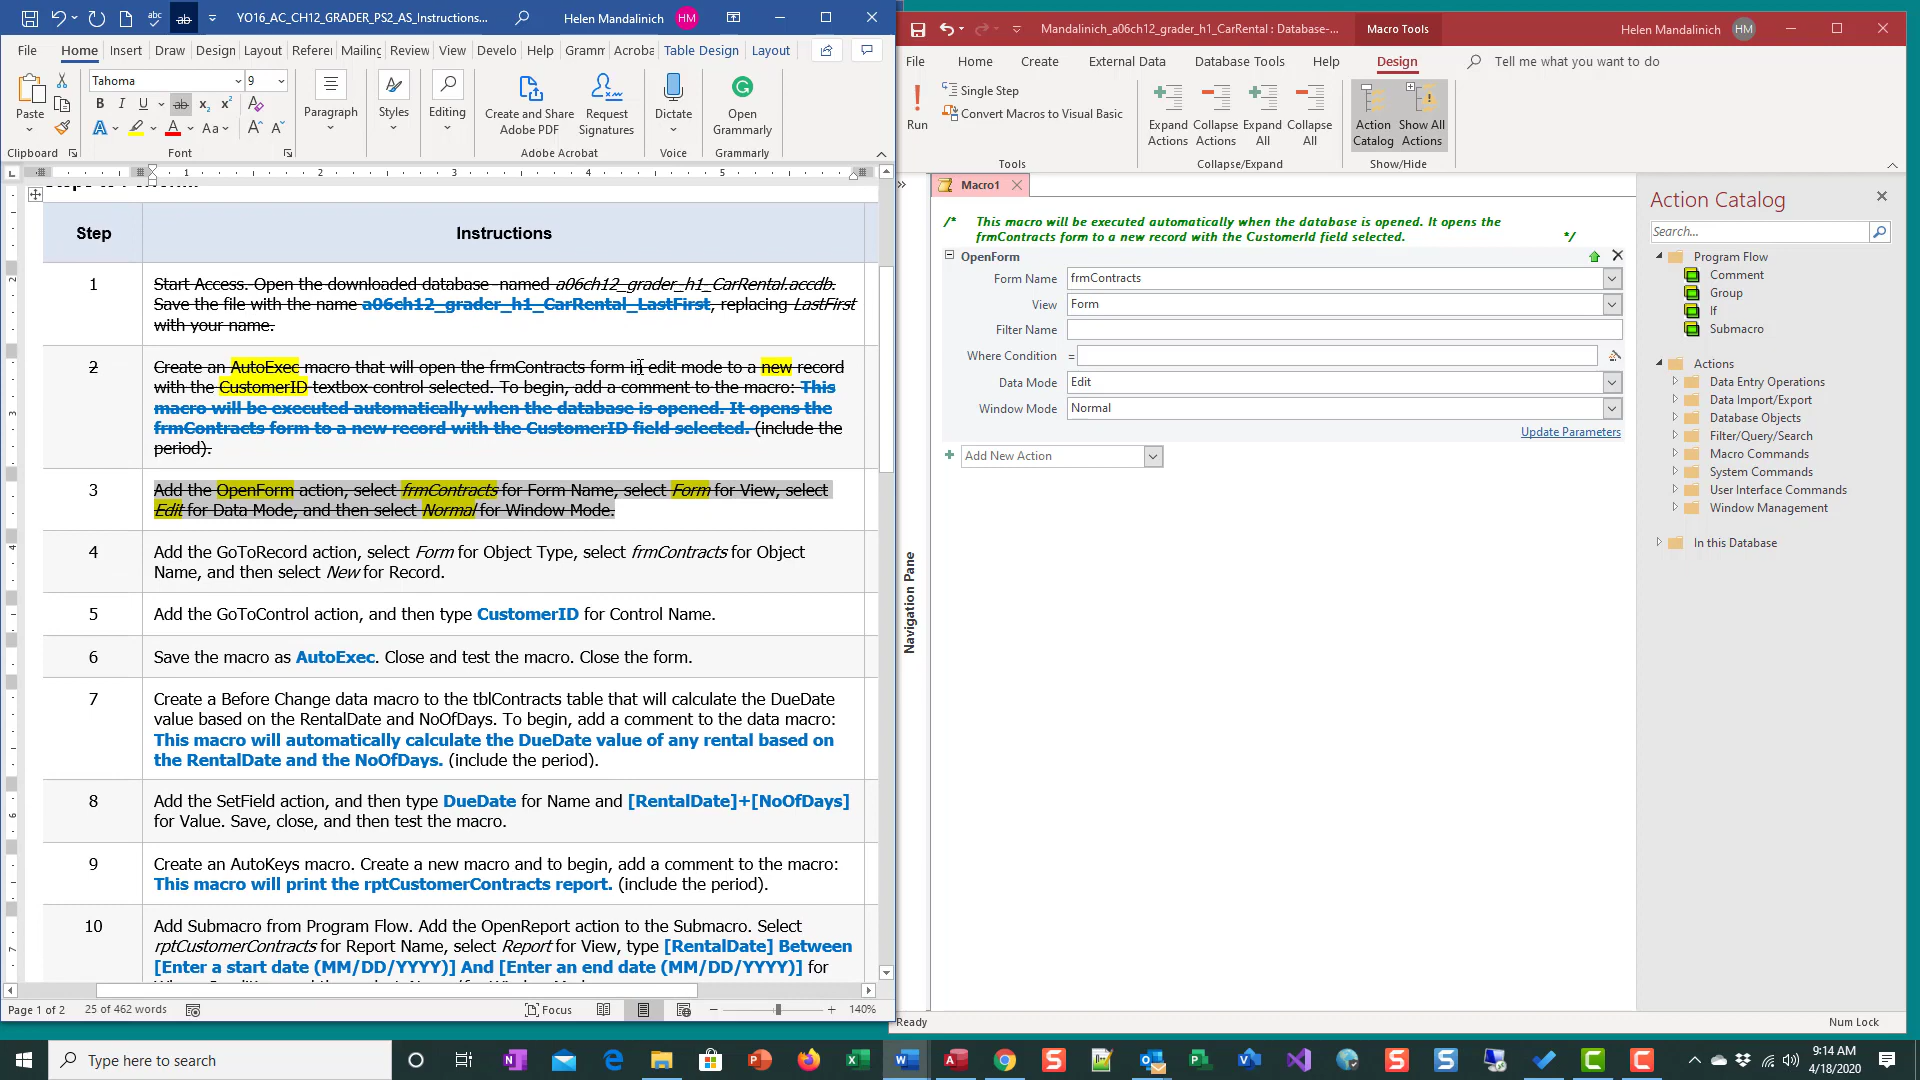 YO16_AC_CH12_GRADER_PS2_AS_Instructions...
Helen Mandalinich
HM
File Home Insert Draw Design Layout Referen Mailing Review View Develo Help Gramm Acroba Table Design Layout
Tahoma 9
Paste
Paragraph
Styles
Editing
Create and Share Adobe PDF
Request Signatures
Dictate
Open Grammarly
Clipboard Font Adobe Acrobat Voice Grammarly
Step Instructions
1 Start Access. Open the downloaded database named a06ch12_grader_h1_CarRental.accdb.
Save the file with the name a06ch12_grader_h1_CarRental_LastFirst, replacing LastFirst
with your name.
2 Create an AutoExec macro that will open the frmContracts form in edit mode to a new record
with the CustomerID textbox control selected. To begin, add a comment to the macro: This
macro will be executed automatically when the database is opened. It opens the
frmContracts form to a new record with the CustomerID field selected. (include the
period).
3 Add the OpenForm action, select frmContracts for Form Name, select Form for View, select
Edit for Data Mode, and then select Normal for Window Mode.
4 Add the GoToRecord action, select Form for Object Type, select frmContracts for Object
Name, and then select New for Record.
5 Add the GoToControl action, and then type CustomerID for Control Name.
6 Save the macro as AutoExec. Close and test the macro. Close the form.
7 Create a Before Change data macro to the tblContracts table that will calculate the DueDate
value based on the RentalDate and NoOfDays. To begin, add a comment to the data macro:
This macro will automatically calculate the DueDate value of any rental based on
the RentalDate and the NoOfDays. (include the period).
8 Add the SetField action, and then type DueDate for Name and [RentalDate]+[NoOfDays]
for Value. Save, close, and then test the macro.
9 Create an AutoKeys macro. Create a new macro and to begin, add a comment to the macro:
This macro will print the rptCustomerContracts report. (include the period).
10 Add Submacro from Program Flow. Add the OpenReport action to the Submacro. Select
rptCustomerContracts for Report Name, select Report for View, type [RentalDate] Between
[Enter a start date (MM/DD/YYYY)] And [Enter an end date (MM/DD/YYYY)] for
Page 1 of 2 25 of 462 words Focus 140%
Mandalinich_a06ch12_grader_h1_CarRental : Database-...
Macro Tools
Helen Mandalinich
HM
File Home Create External Data Database Tools Help Design Tell me what you want to do
Run
Single Step
Convert Macros to Visual Basic
Expand Actions
Collapse Actions
Expand All
Collapse All
Action Catalog
Show All Actions
Tools Collapse/Expand Show/Hide
Macro1
/* This macro will be executed automatically when the database is opened. It opens the
frmContracts form to a new record with the CustomerId field selected. */
OpenForm
Form Name frmContracts
View Form
Filter Name
Where Condition =
Data Mode Edit
Window Mode Normal
Update Parameters
Add New Action
Navigation Pane
Action Catalog
Search...
Program Flow
Comment
Group
If
Submacro
Actions
Data Entry Operations
Data Import/Export
Database Objects
Filter/Query/Search
Macro Commands
System Commands
User Interface Commands
Window Management
In this Database
Ready Num Lock
Type here to search
9:14 AM
4/18/2020